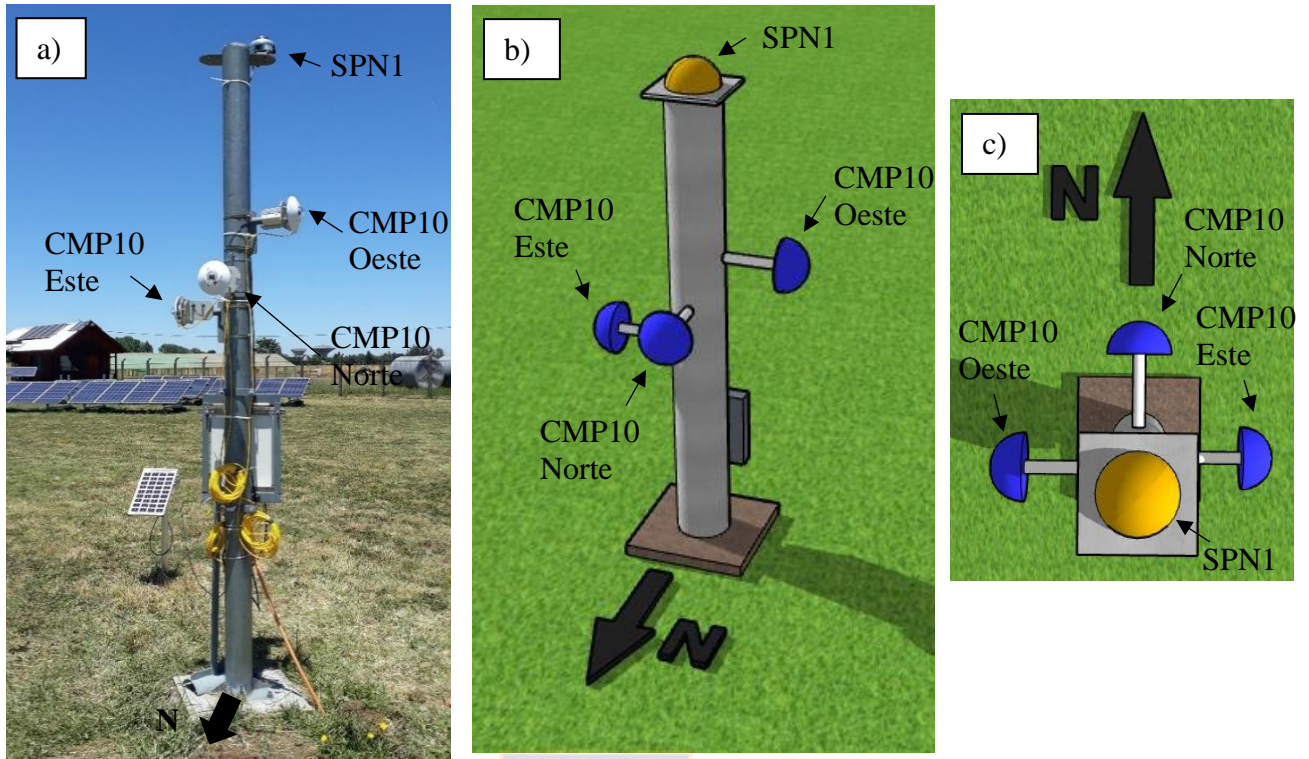 a)
SPN1
CMP10
Oeste
CMP10
Este
CMP10
Norte
N
b)
SPN1
CMP10
Oeste
CMP10
Este
CMP10
Norte
N
c)
N
CMP10
Norte
CMP10
Oeste
CMP10
Este
SPN1